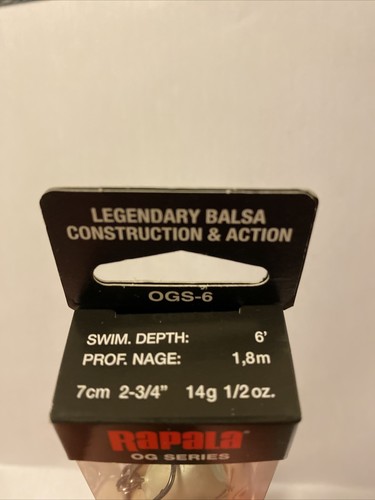 LEGENDARY BALSA
CONSTRUCTION & ACTION
OGS-6
SWIM. DEPTH: 6'
PROF. NAGE: 1,8m
7cm 2-3/4" 14g 1/2 oz.
Rapala
OG SERIES